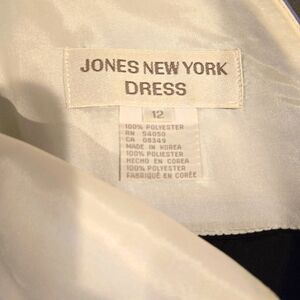 JONES NEW YORK
DRESS
12
100% POLYESTER
RN 54050
CA 08349
MADE IN KOREA
100% POLYESTER
HECHO EN COREA
100% POLYESTER
FABRIQUÉ EN CORÉE